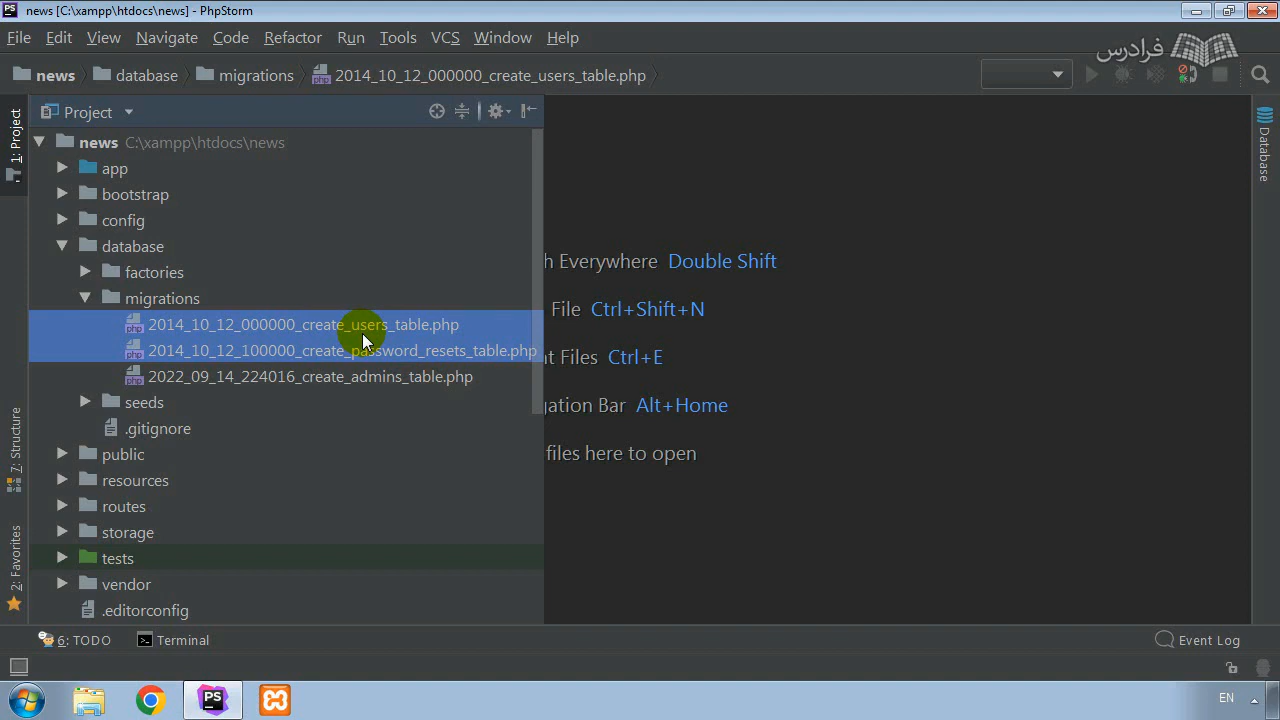 news [C:\xampp\htdocs\news] - PhpStorm
File Edit View Navigate Code Refactor Run Tools VCS Window Help
فرادرس
news database migrations 2014_10_12_000000_create_users_table.php
Project
1: Project
news C:\xampp\htdocs\news
app
bootstrap
config
database
factories
migrations
2014_10_12_000000_create_users_table.php
2014_10_12_100000_create_password_resets_table.php
2022_09_14_224016_create_admins_table.php
seeds
.gitignore
public
resources
routes
storage
tests
vendor
.editorconfig
h Everywhere Double Shift
File Ctrl+Shift+N
t Files Ctrl+E
gation Bar Alt+Home
files here to open
Database
7: Structure
2: Favorites
6: TODO Terminal Event Log
EN